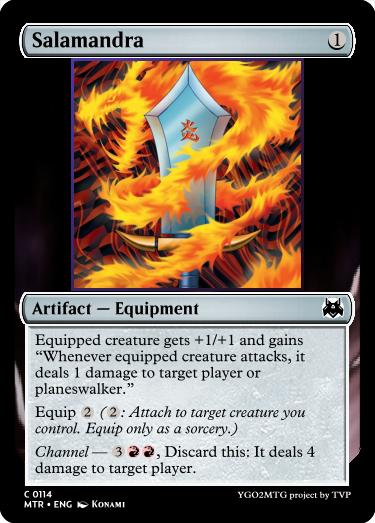 Salamandra 1
炎
Artifact — Equipment
Equipped creature gets +1/+1 and gains
“Whenever equipped creature attacks, it
deals 1 damage to target player or
planeswalker.”
Equip 2 (2: Attach to target creature you
control. Equip only as a sorcery.)
Channel — 3RR, Discard this: It deals 4
damage to target player.
C 0114
MTR • ENG Konami
YGO2MTG project by TVP